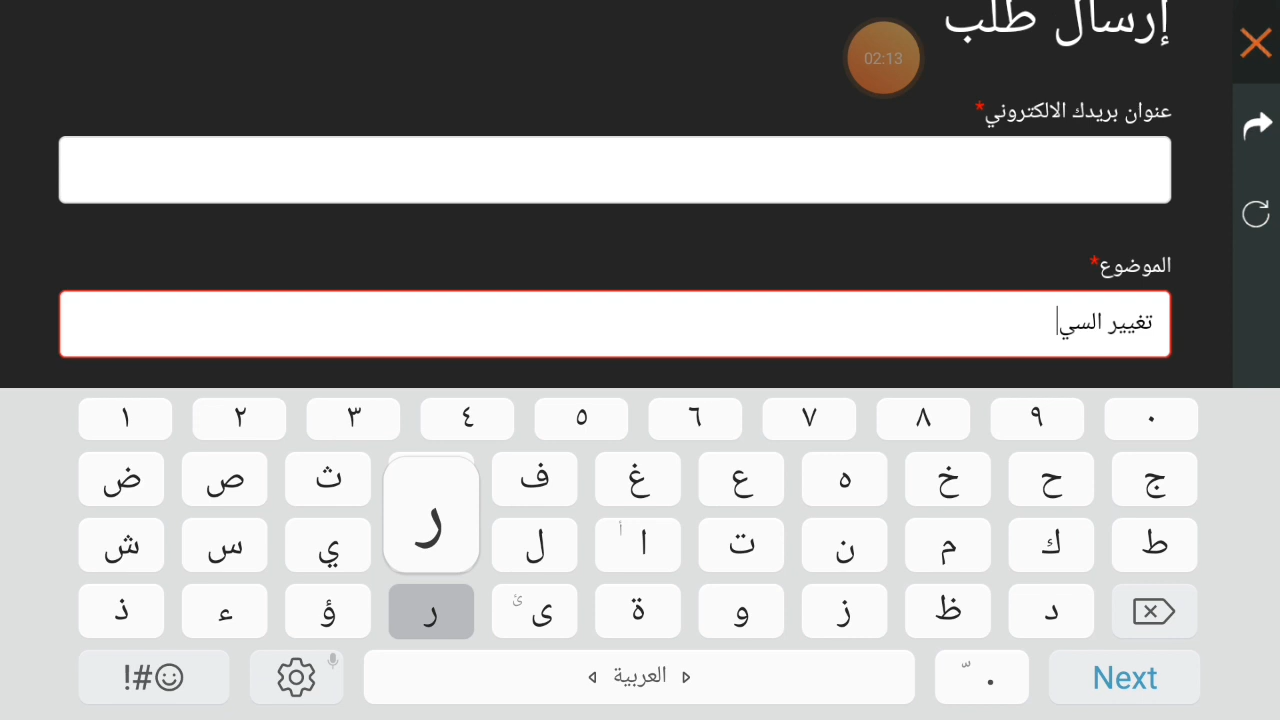 إرسال طلب
02:13
عنوان بريدك الالكتروني*
الموضوع*
تغيير السي
١ ٢ ٣ ٤ ٥ ٦ ٧ ٨ ٩ ٠
ض ص ث ف غ ع ه خ ح ج
ر
ش س ي ل ا أ ت ن م ك ط
ذ ء ؤ ر ى ئ ة و ز ظ د
!#☺ العربية . Next